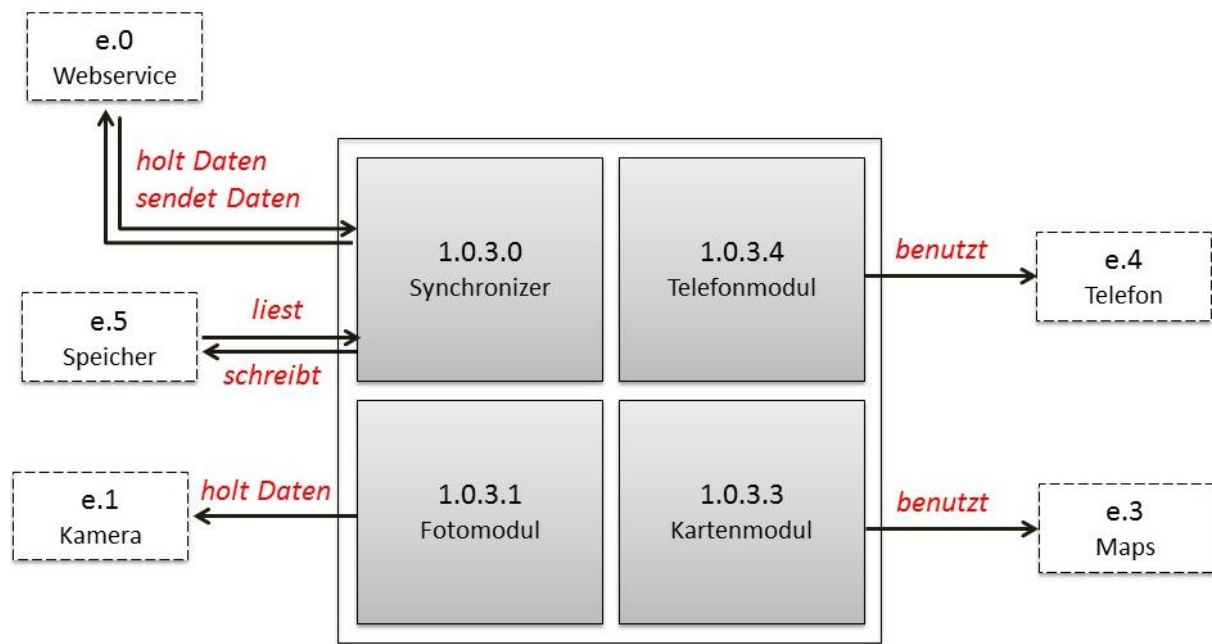 e.0
Webservice
holt Daten
sendet Daten
1.0.3.0
Synchronizer
1.0.3.4
Telefonmodul
benutzt
e.4
Telefon
e.5
Speicher
liest
schreibt
e.1
Kamera
holt Daten
1.0.3.1
Fotomodul
1.0.3.3
Kartenmodul
benutzt
e.3
Maps